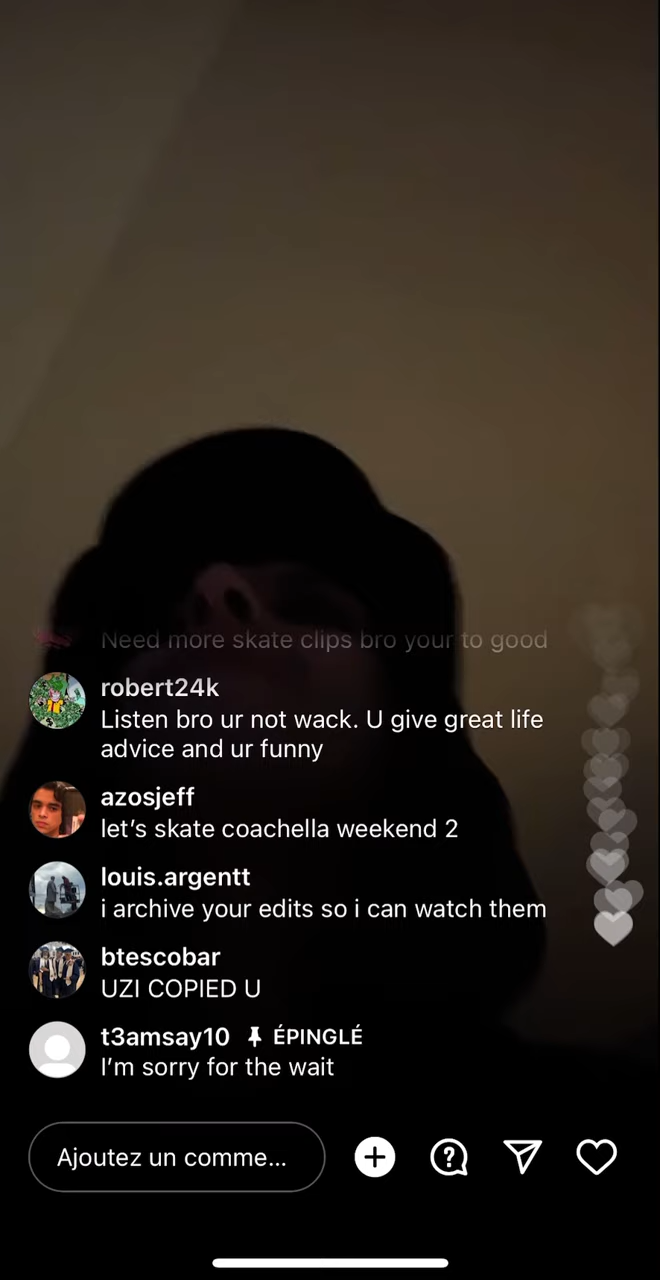 Need more skate clips bro your to good
robert24k
Listen bro ur not wack. U give great life
advice and ur funny
azosjeff
let's skate coachella weekend 2
louis.argentt
i archive your edits so i can watch them
btescobar
UZI COPIED U
t3amsay10 ÉPINGLÉ
I'm sorry for the wait
Ajoutez un comme...